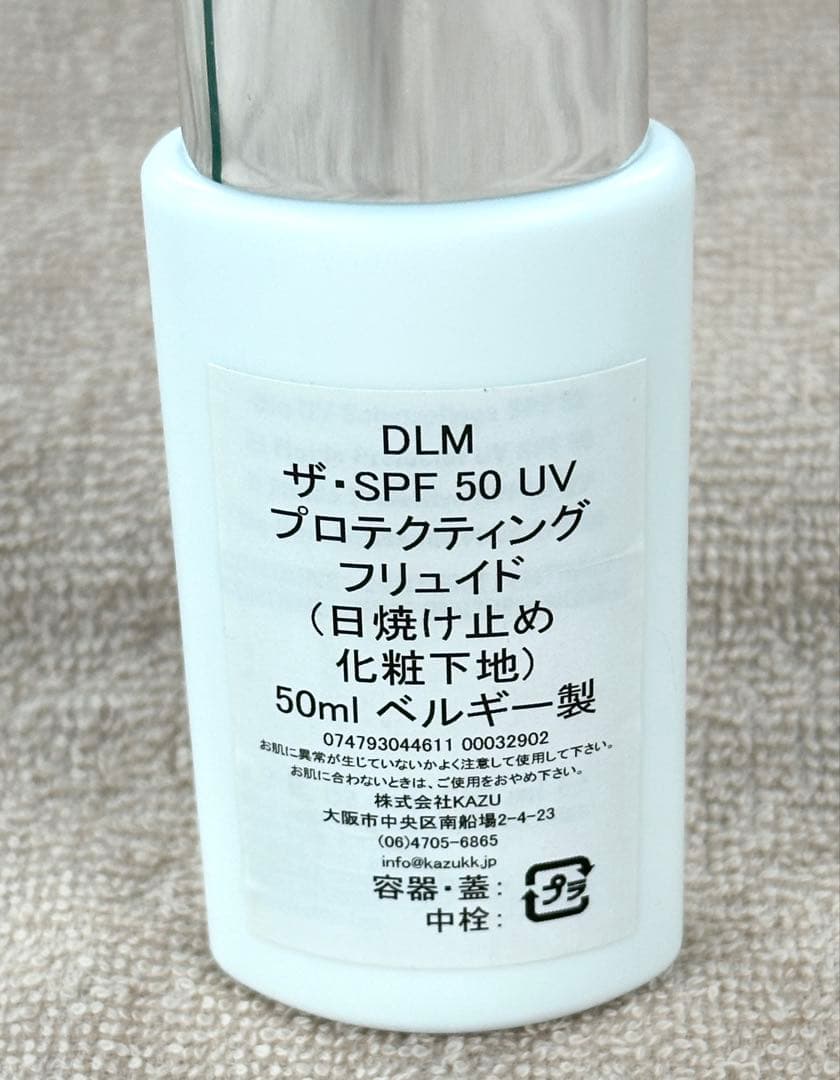 DLM
ザ・SPF 50 UV
プロテクティング
フリュイド
（日焼け止め
化粧下地）
50ml ベルギー製
074793044611 00032902
お肌に異常が生じていないかよく注意して使用して下さい。
お肌に合わないときは、ご使用をおやめ下さい。
株式会社KAZU
大阪市中央区南船場2-4-23
(06)4705-6865
info@kazukk.jp
容器・蓋：
中栓：
プラ